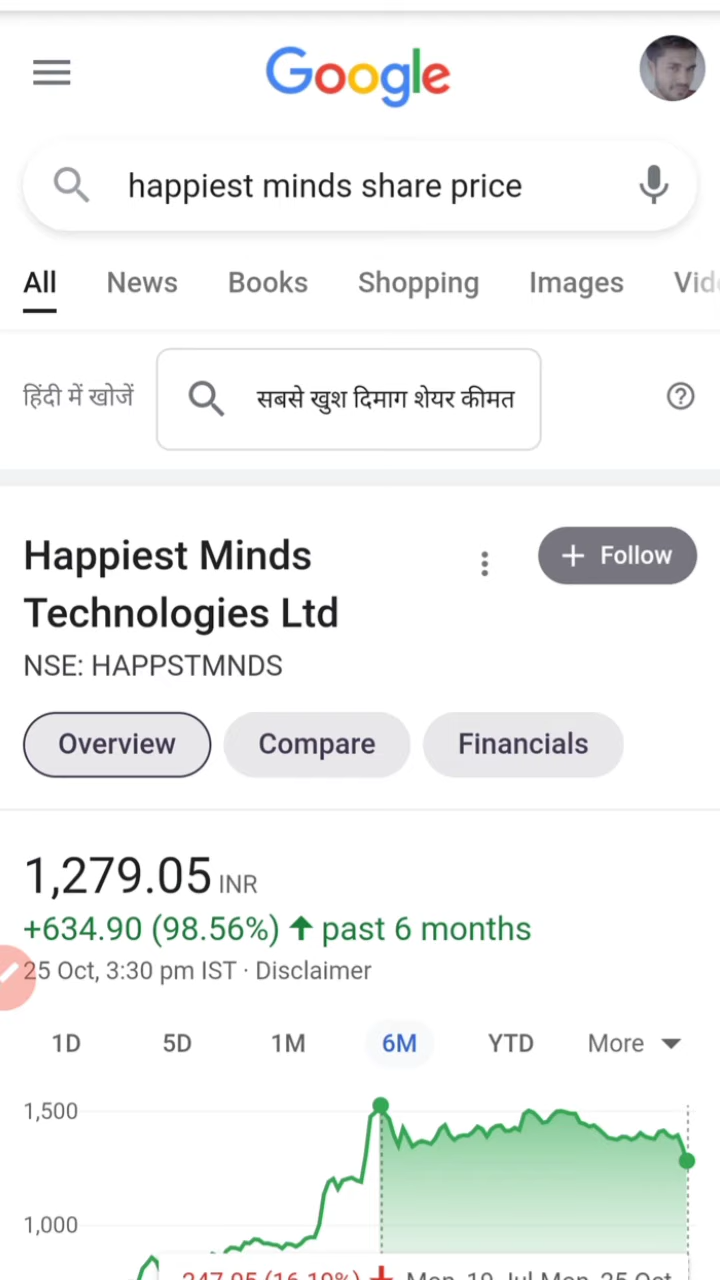 Google
happiest minds share price
All News Books Shopping Images
हिंदी में खोजें सबसे खुश दिमाग शेयर कीमत
Happiest Minds
Technologies Ltd
+ Follow
NSE: HAPPSTMNDS
Overview Compare Financials
1,279.05 INR
+634.90 (98.56%) ↑ past 6 months
25 Oct, 3:30 pm IST · Disclaimer
1D 5D 1M 6M YTD More
1,500
1,000